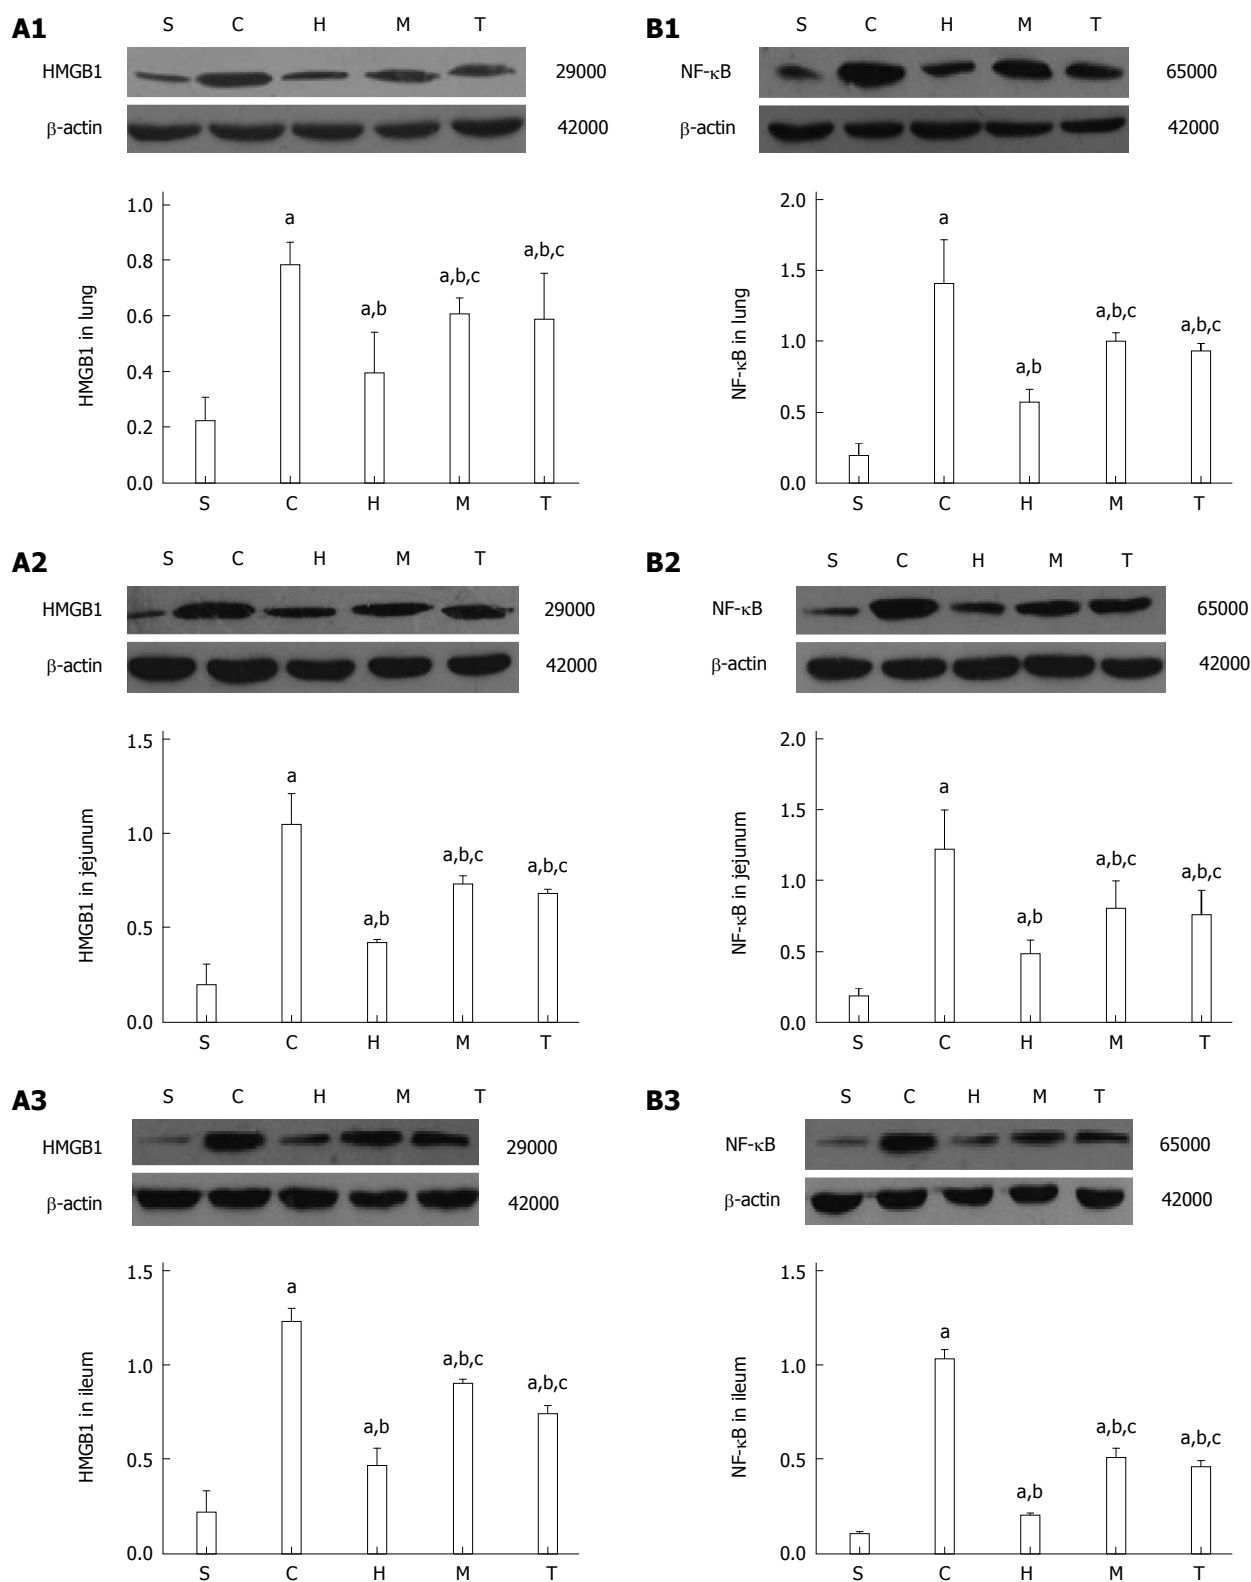 A1
S C H M T
HMGB1 29000
β-actin 42000
1.0
0.8
0.6
0.4
0.2
0.0
HMGB1 in lung
a
a,b
a,b,c
a,b,c
S C H M T
B1
S C H M T
NF-κB 65000
β-actin 42000
2.0
1.5
1.0
0.5
0.0
NF-κB in lung
a
a,b
a,b,c
a,b,c
S C H M T
A2
S C H M T
HMGB1 29000
β-actin 42000
1.5
1.0
0.5
0.0
HMGB1 in jejunum
a
a,b
a,b,c
a,b,c
S C H M T
B2
S C H M T
NF-κB 65000
β-actin 42000
2.0
1.5
1.0
0.5
0.0
NF-κB in jejunum
a
a,b
a,b,c
a,b,c
S C H M T
A3
S C H M T
HMGB1 29000
β-actin 42000
1.5
1.0
0.5
0.0
HMGB1 in ileum
a
a,b
a,b,c
a,b,c
S C H M T
B3
S C H M T
NF-κB 65000
β-actin 42000
1.5
1.0
0.5
0.0
NF-κB in ileum
a
a,b
a,b,c
a,b,c
S C H M T